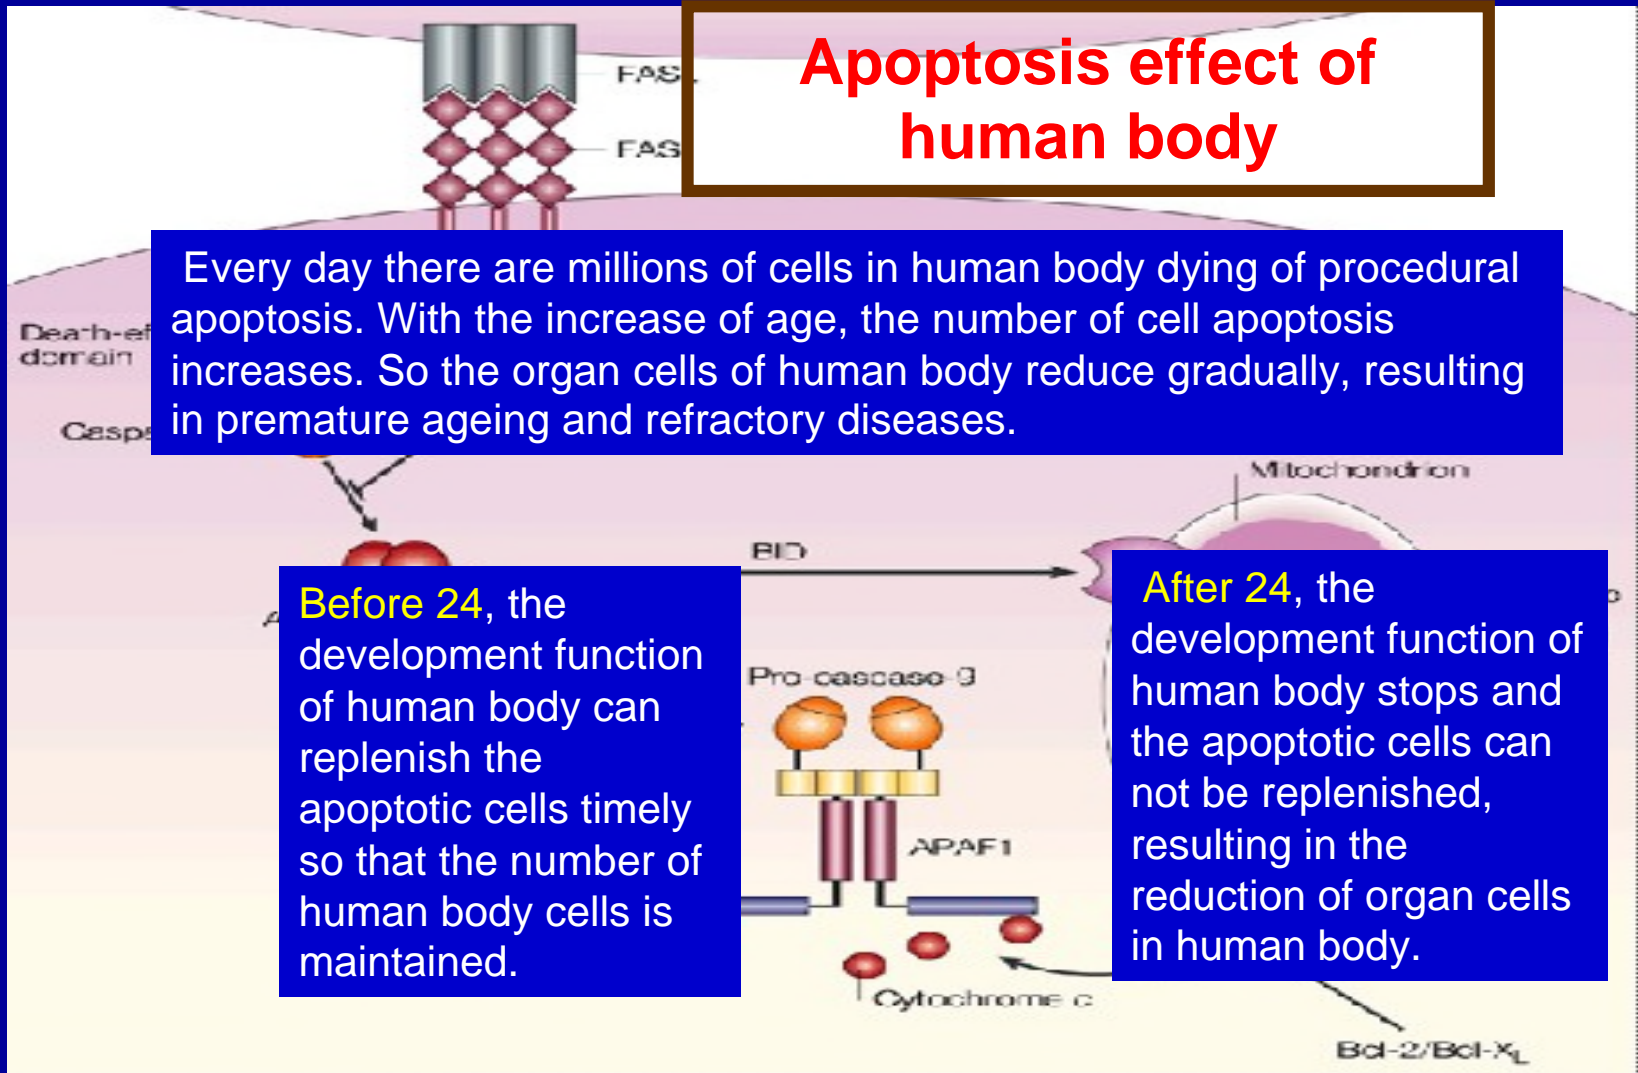 Apoptosis effect of
human body
FAS
Every day there are millions of cells in human body dying of procedural
apoptosis. With the increase of age, the number of cell apoptosis
increases. So the organ cells of human body reduce gradually, resulting
in premature ageing and refractory diseases.
domain
Mitochondrion
BID
Before 24, the
development function
of human body can
replenish the
apoptotic cells timely
so that the number of
human body cells is
maintained.
After 24, the
development function of
human body stops and
the apoptotic cells can
not be replenished,
resulting in the
reduction of organ cells
in human body.
Pro-caspase-9
APAF1
Cytochrome c
Bcl-2/Bcl-XL